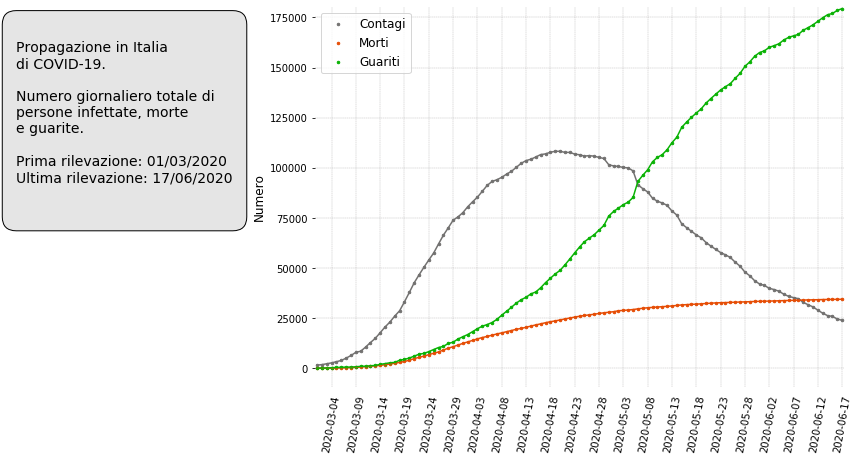 Propagazione in Italia
di COVID-19.
Numero giornaliero totale di
persone infettate, morte
e guarite.
Prima rilevazione: 01/03/2020
Ultima rilevazione: 17/06/2020
Contagi
Morti
Guariti
Numero
175000
150000
125000
100000
75000
50000
25000
0
2020-03-04
2020-03-09
2020-03-14
2020-03-19
2020-03-24
2020-03-29
2020-04-03
2020-04-08
2020-04-13
2020-04-18
2020-04-23
2020-04-28
2020-05-03
2020-05-08
2020-05-13
2020-05-18
2020-05-23
2020-05-28
2020-06-02
2020-06-07
2020-06-12
2020-06-17